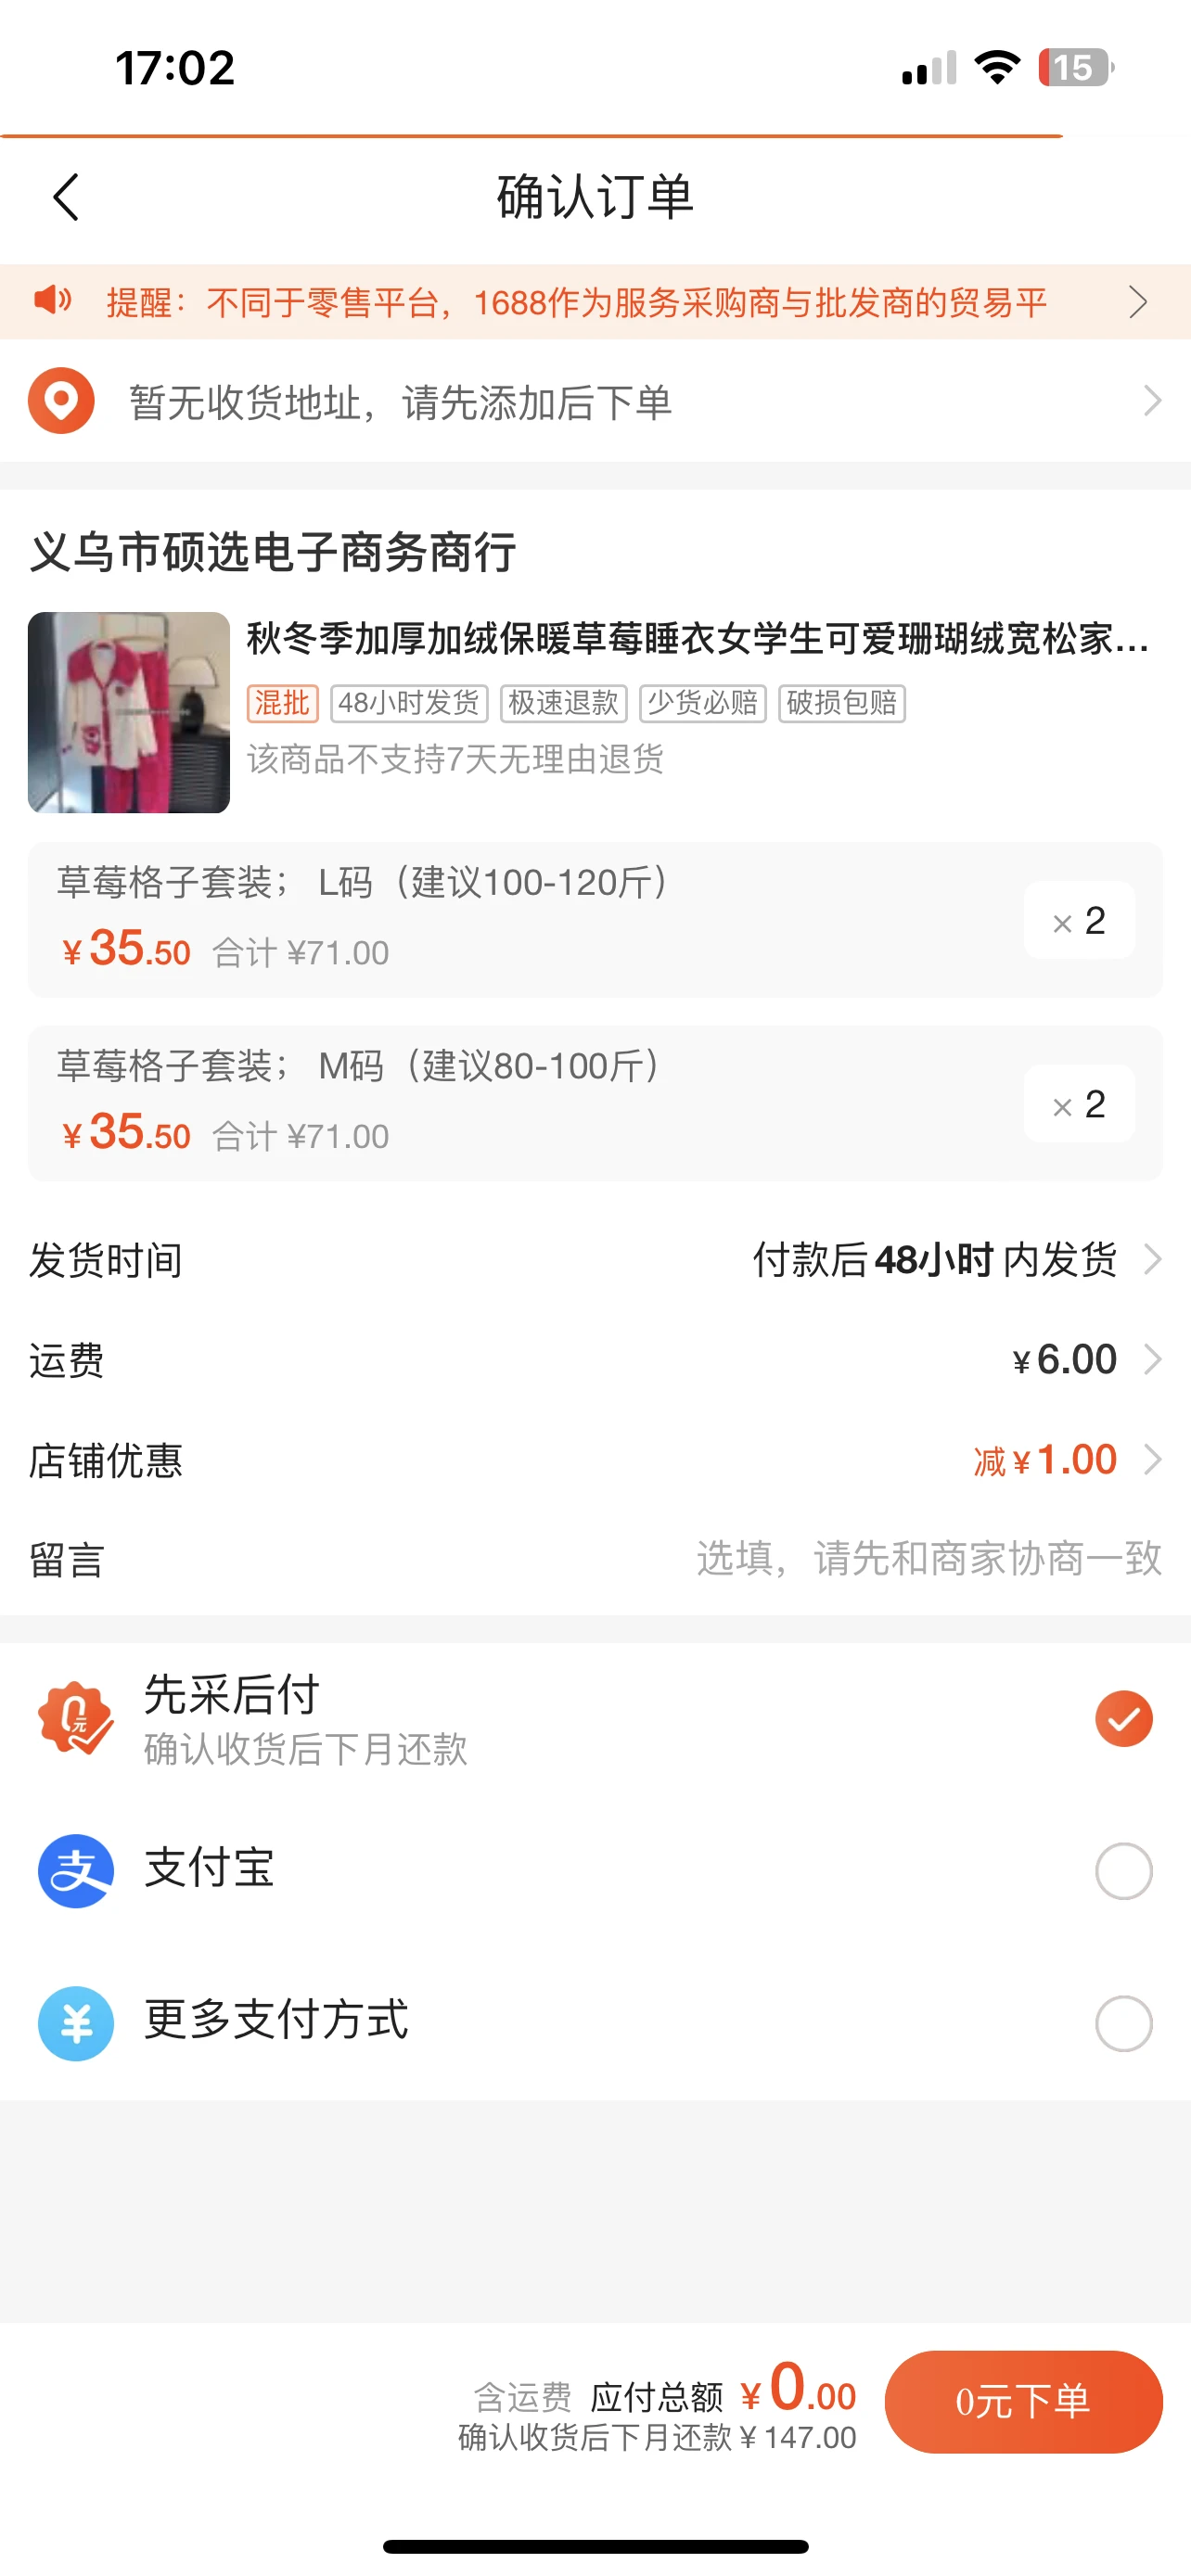 17:02
15
确认订单
提醒：不同于零售平台，1688作为服务采购商与批发商的贸易平
暂无收货地址，请先添加后下单
义乌市硕选电子商务商行
秋冬季加厚加绒保暖草莓睡衣女学生可爱珊瑚绒宽松家...
混批 48小时发货 极速退款 少货必赔 破损包赔
该商品不支持7天无理由退货
草莓格子套装； L码（建议100-120斤）
¥35.50 合计 ¥71.00
× 2
草莓格子套装； M码（建议80-100斤）
¥35.50 合计 ¥71.00
× 2
发货时间 付款后48小时内发货
运费 ¥6.00
店铺优惠 减¥1.00
留言 选填，请先和商家协商一致
0元
先采后付
确认收货后下月还款
支 支付宝
¥ 更多支付方式
含运费 应付总额 ¥0.00
确认收货后下月还款 ¥147.00
0元下单